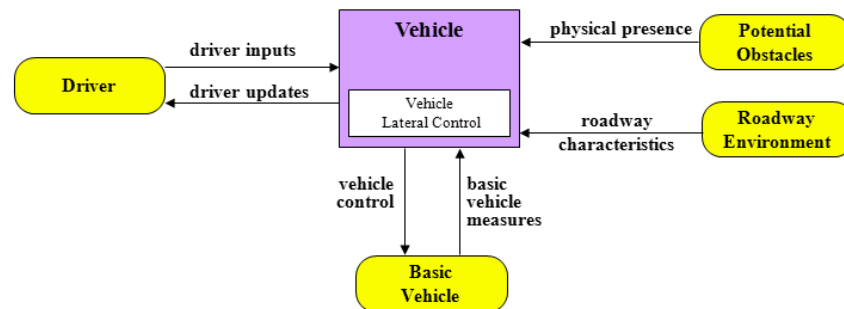 Vehicle
physical presence
Potential
Obstacles
driver inputs
Driver
driver updates
Vehicle
Lateral Control
roadway
characteristics
Roadway
Environment
vehicle
control
basic
vehicle
measures
Basic
Vehicle